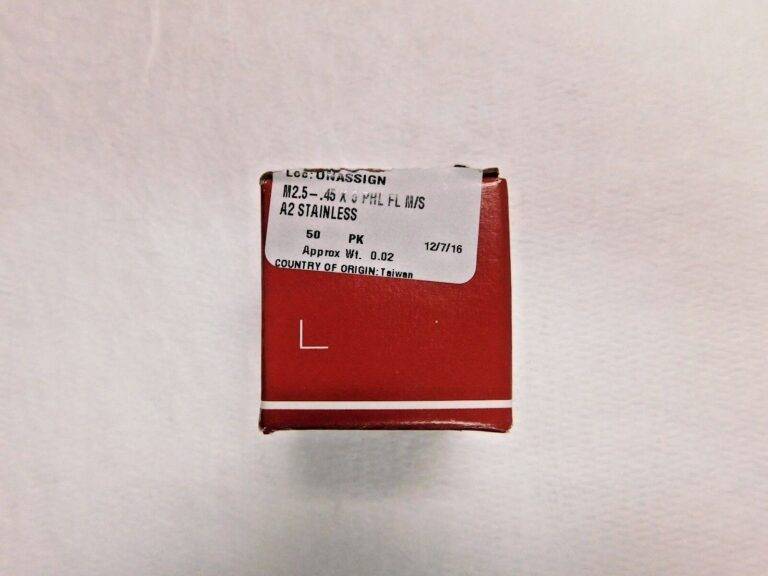 Loc: UNASSIGN
M2.5-.45 X PHL FL M/S
A2 STAINLESS
50 PK
12/7/16
Approx Wt. 0.02
COUNTRY OF ORIGIN: Taiwan